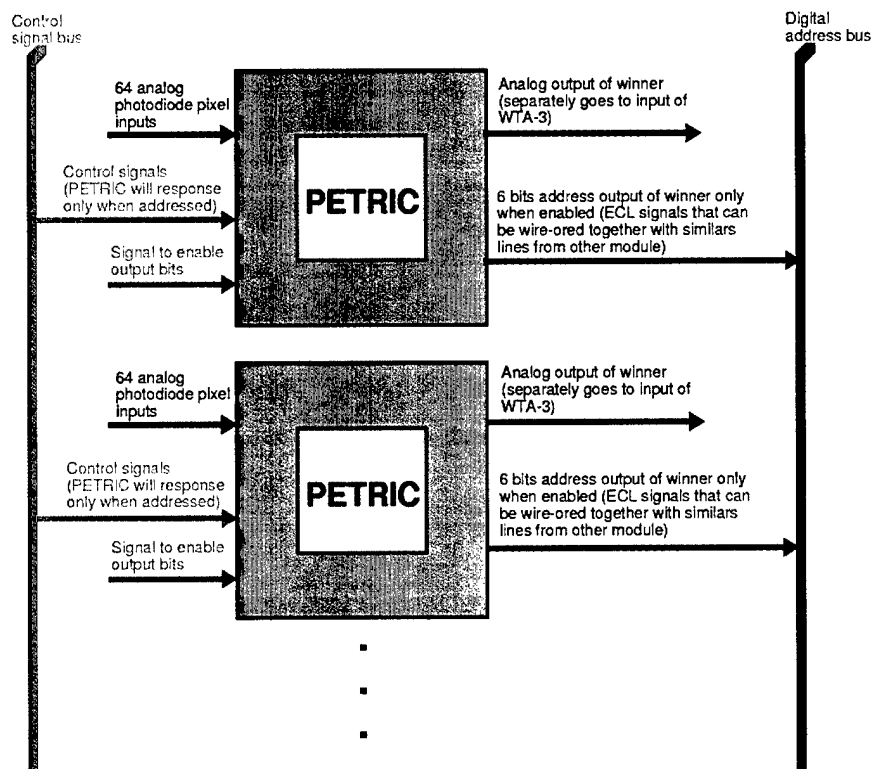 Control
signal bus
Digital
address bus
64 analog
photodiode pixel
inputs
Analog output of winner
(separately goes to input of
WTA-3)
Control signals
(PETRIC will response
only when addressed)
PETRIC
6 bits address output of winner only
when enabled (ECL signals that can
be wire-ored together with similars
lines from other module)
Signal to enable
output bits
64 analog
photodiode pixel
inputs
Analog output of winner
(separately goes to input of
WTA-3)
Control signals
(PETRIC will response
only when addressed)
PETRIC
6 bits address output of winner only
when enabled (ECL signals that can
be wire-ored together with similars
lines from other module)
Signal to enable
output bits